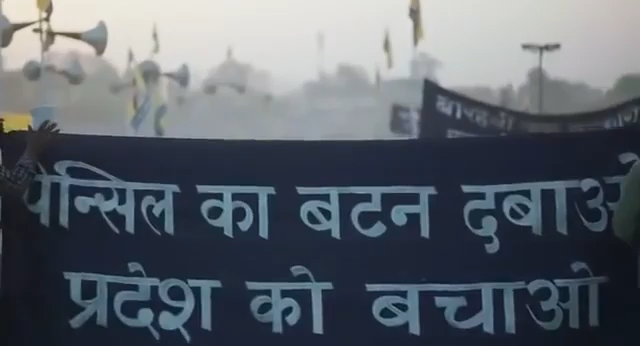 पेन्सिल का बटन दबाओ
प्रदेश को बचाओ